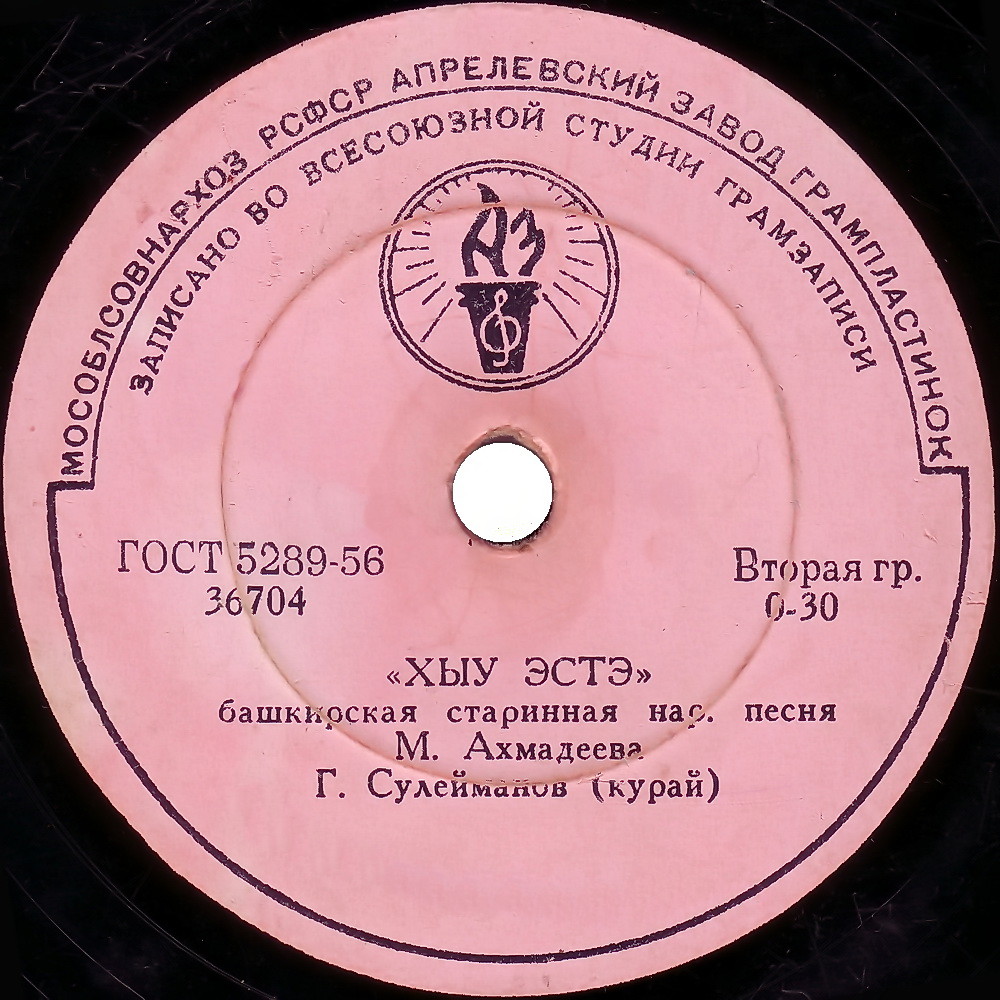 МОСОБЛСОВНАРХОЗ РСФСР АПРЕЛЕВСКИЙ ЗАВОД ГРАМПЛАСТИНОК
ЗАПИСАНО ВО ВСЕСОЮЗНОЙ СТУДИИ ГРАМЗАПИСИ
АЗ
ГОСТ 5289-56
36704
Вторая гр.
0-30
«ХЫУ ЭСТЭ»
башкирская старинная нар. песня
М. Ахмадеева
Г. Сулейманов (курай)